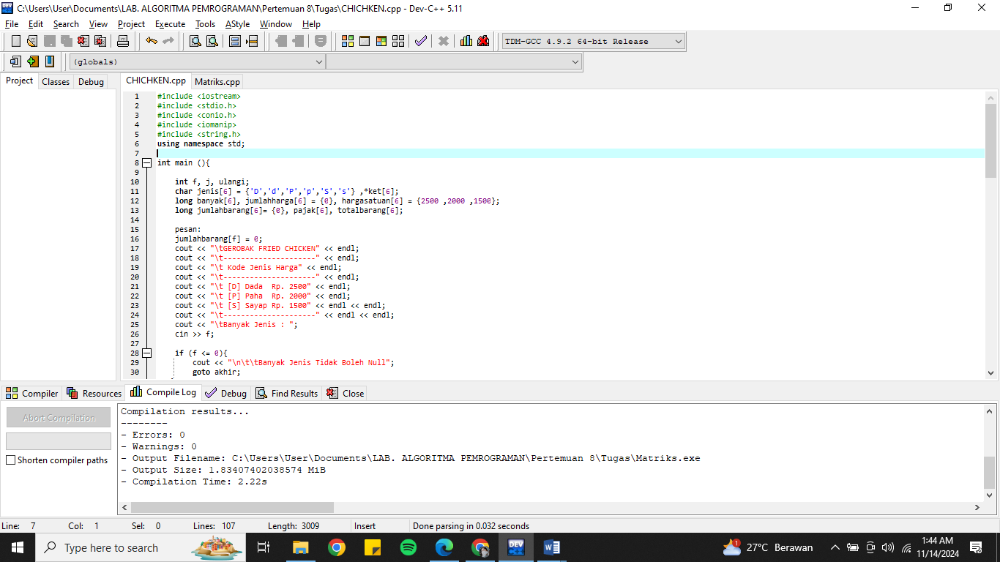 C:\Users\User\Documents\LAB. ALGORITMA PEMROGRAMAN\Pertemuan 8\Tugas\CHICHKEN.cpp - Dev-C++ 5.11
File Edit Search View Project Execute Tools AStyle Window Help
TDM-GCC 4.9.2 64-bit Release
(globals)
Project Classes Debug CHICHKEN.cpp Matriks.cpp
1 #include <iostream>
2 #include <stdio.h>
3 #include <conio.h>
4 #include <iomanip>
5 #include <string.h>
6 using namespace std;
7
8 int main (){
9
10 int f, j, ulangi;
11 char jenis[6] = {'D','d','P','p','S','s'} ,*ket[6];
12 long banyak[6], jumlahharga[6] = {0}, hargasatuan[6] = {2500 ,2000 ,1500};
13 long jumlahbarang[6]= {0}, pajak[6], totalbarang[6];
14
15 pesan:
16 jumlahbarang[f] = 0;
17 cout << "\tGEROBAK FRIED CHICKEN" << endl;
18 cout << "\t---------------------" << endl;
19 cout << "\t Kode Jenis Harga" << endl;
20 cout << "\t---------------------" << endl;
21 cout << "\t [D] Dada  Rp. 2500" << endl;
22 cout << "\t [P] Paha  Rp. 2000" << endl;
23 cout << "\t [S] Sayap Rp. 1500" << endl << endl;
24 cout << "\t---------------------" << endl << endl;
25 cout << "\tBanyak Jenis : ";
26 cin >> f;
27
28 if (f <= 0){
29 cout << "\n\t\tBanyak Jenis Tidak Boleh Null";
30 goto akhir;
Compiler Resources Compile Log Debug Find Results Close
Abort Compilation
Shorten compiler paths
Compilation results...
--------
- Errors: 0
- Warnings: 0
- Output Filename: C:\Users\User\Documents\LAB. ALGORITMA PEMROGRAMAN\Pertemuan 8\Tugas\Matriks.exe
- Output Size: 1.83407402038574 MiB
- Compilation Time: 2.22s
Line: 7 Col: 1 Sel: 0 Lines: 107 Length: 3009 Insert Done parsing in 0.032 seconds
Type here to search
DEV
27°C Berawan
1:44 AM
11/14/2024